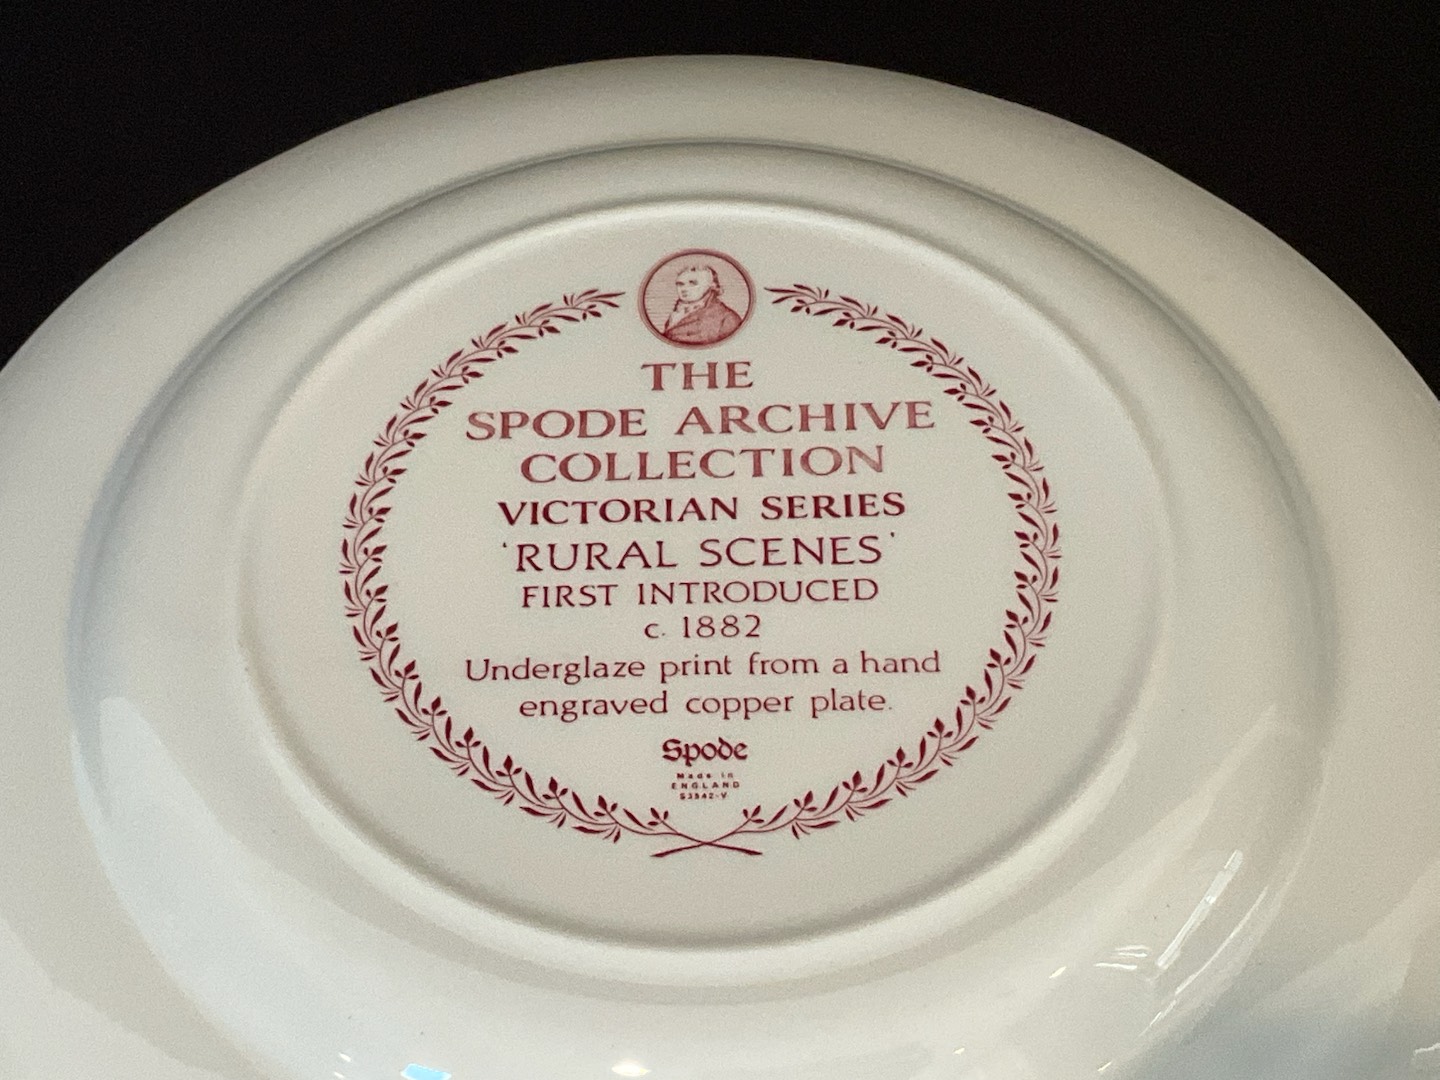 THE
SPODE ARCHIVE
COLLECTION
VICTORIAN SERIES
'RURAL SCENES'
FIRST INTRODUCED
c. 1882
Underglaze print from a hand
engraved copper plate.
Spode
Made in
ENGLAND
S3542-V